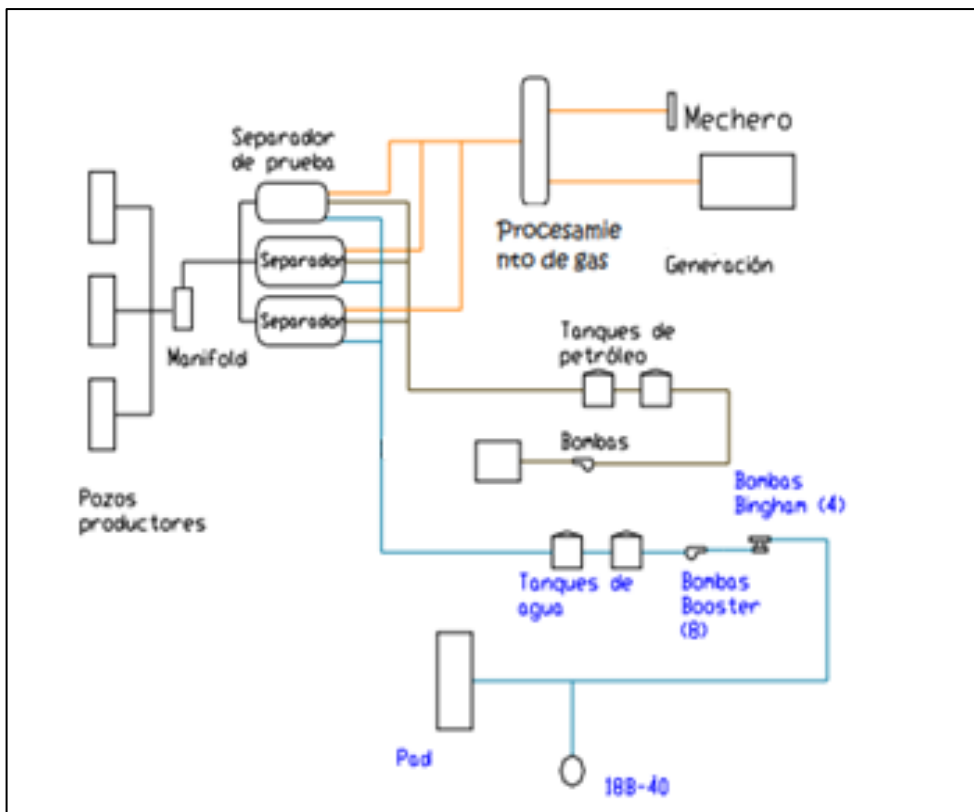 Mechero
Separador
de prueba
Procesamie
nto de gas
Generación
Separador
Separador
Manifold
Tanques de
petróleo
Bombas
Bombas
Bingham (4)
Pozos
productores
Tanques de
agua
Bombas
Booster
(8)
Pad
18B-40